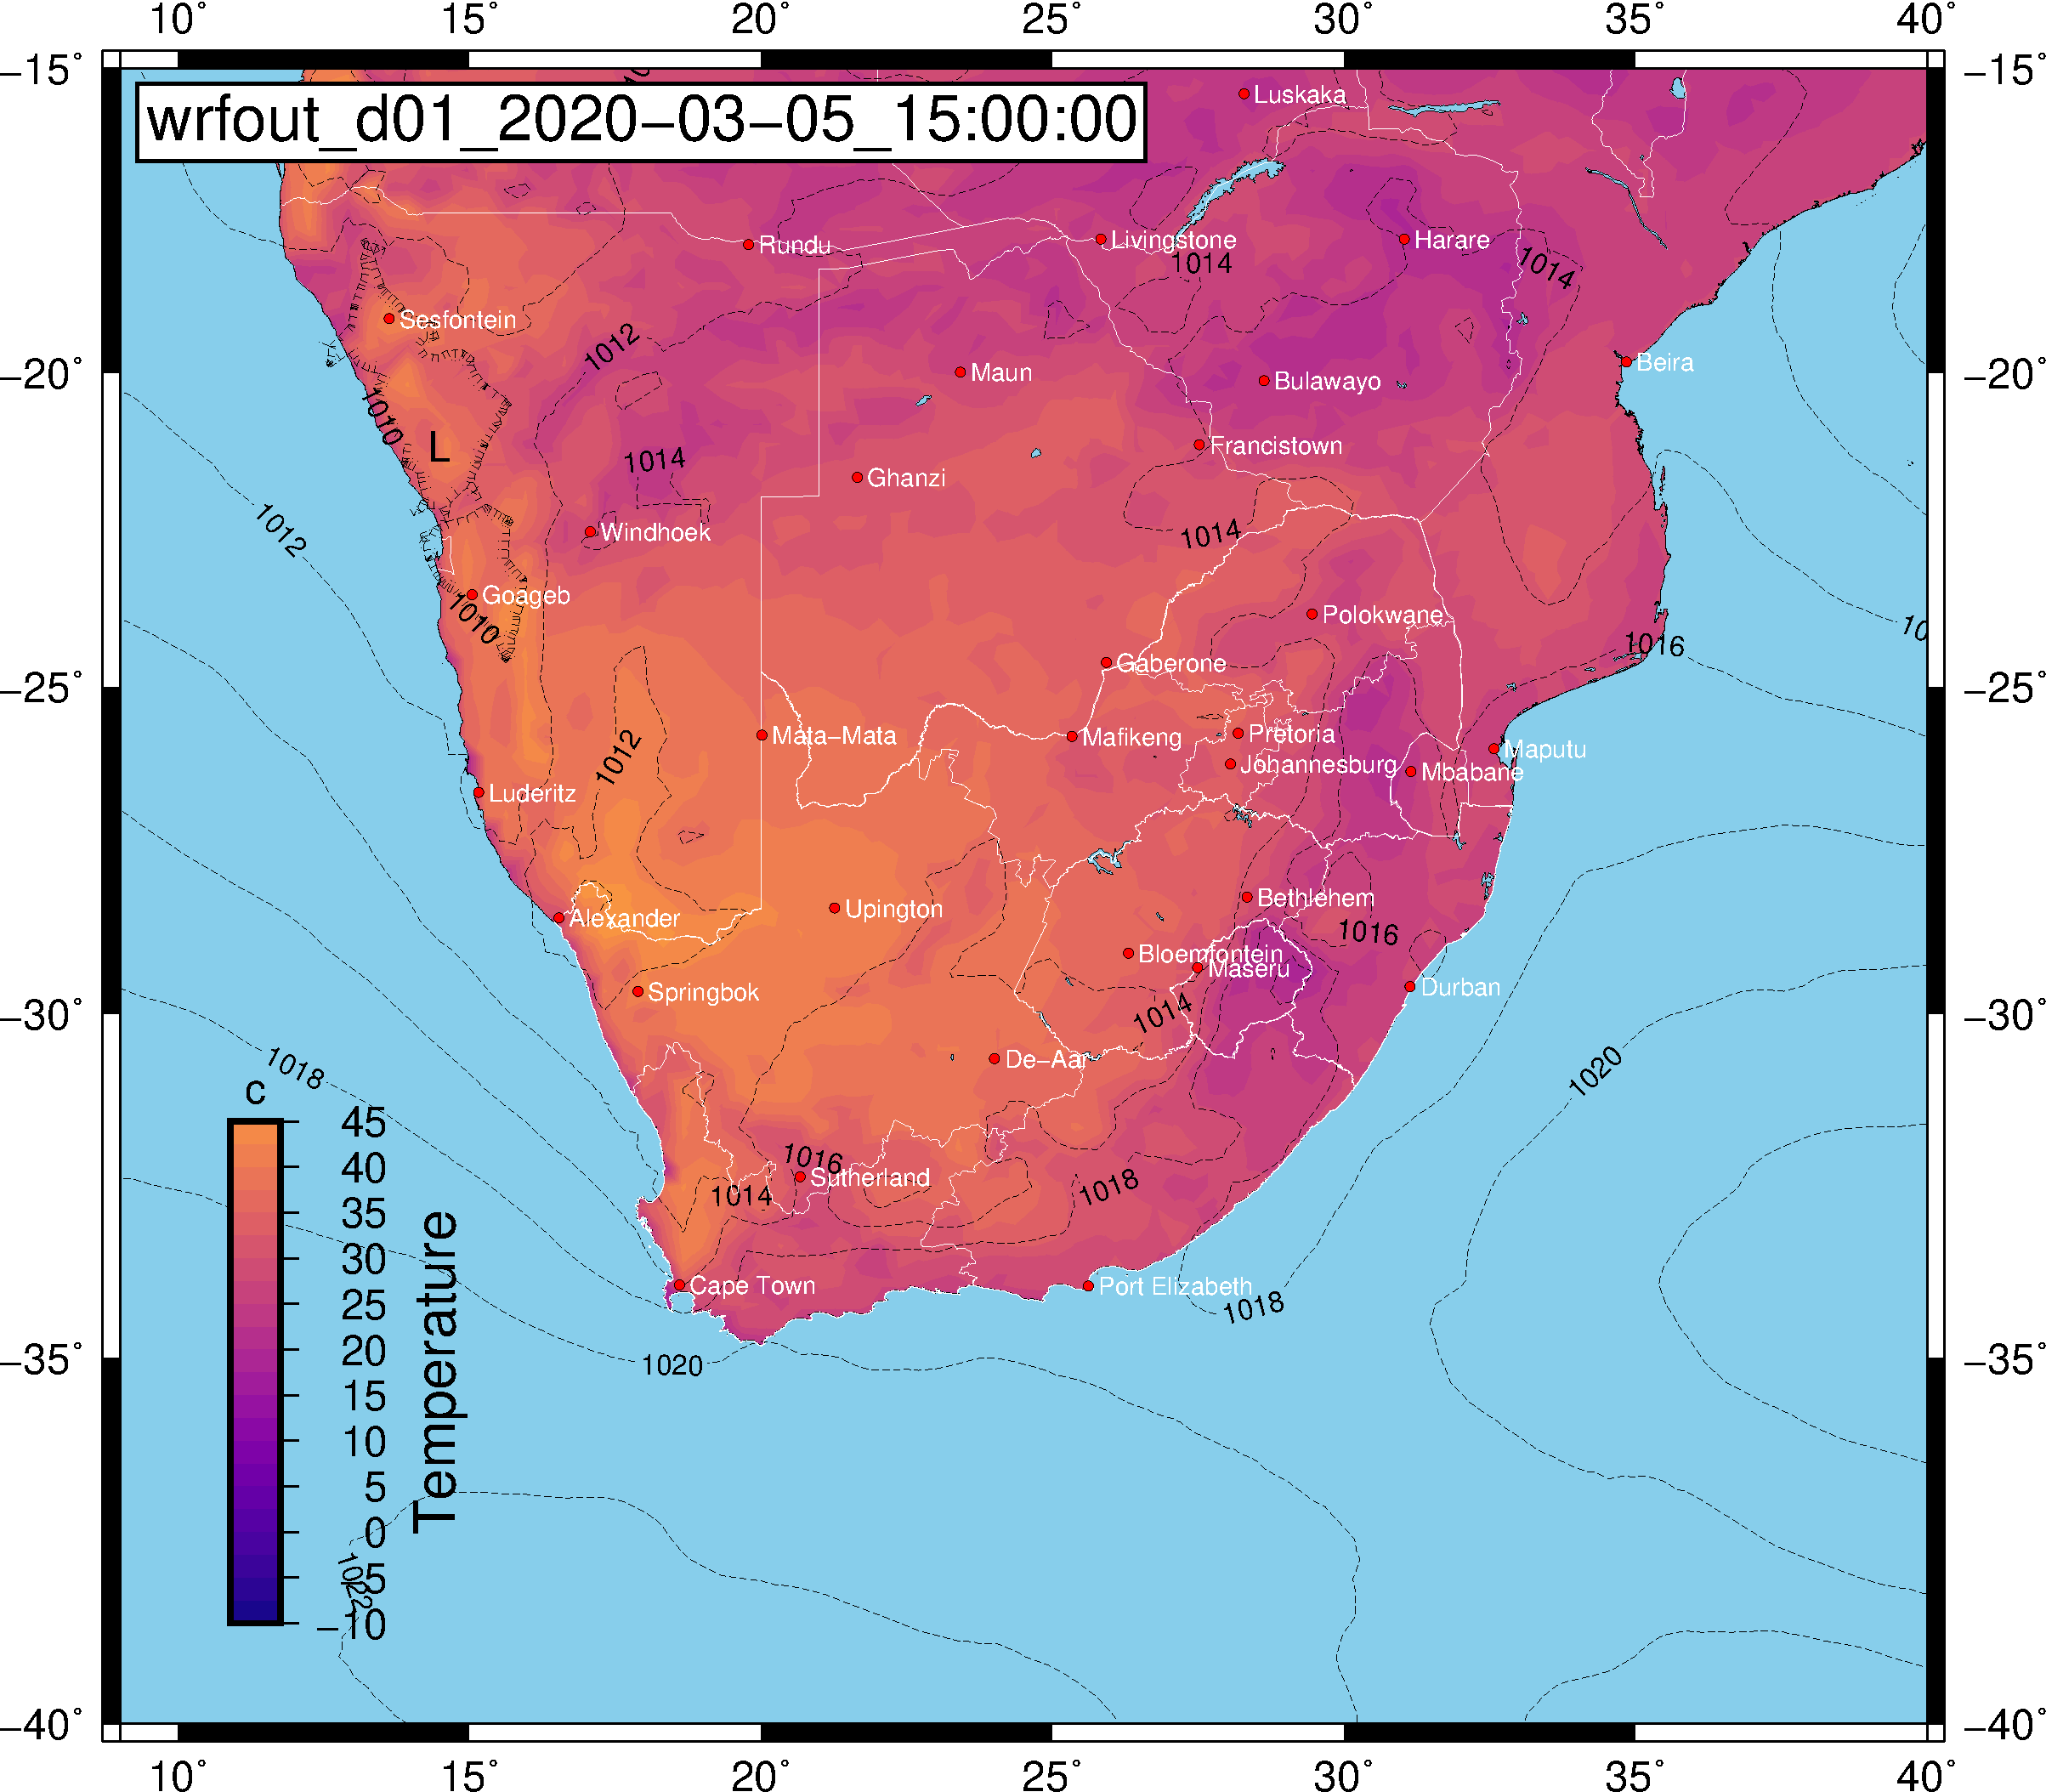 10° 15° 20° 25° 30° 35° 40°
−15° −15°
wrfout_d01_2020−03−05_15:00:00
Luskaka
Rundu
Livingstone
Harare
1014
1014
Sesfontein
1012
−20° −20°
Maun
Beira
Bulawayo
1010
L
Francistown
1014
Ghanzi
1012
Windhoek
1014
Goageb
1010
Polokwane
10
1016
Gaberone
−25° −25°
1012
Mata−Mata
Mafikeng
Pretoria
Maputu
Johannesburg
Mbabane
Luderitz
Bethlehem
Alexander
Upington
1016
Bloemfontein
Maseru
Springbok
Durban
1014
−30° −30°
1018
De−Aar
1020
c
45
40
35
30
25
20
15
10
5
0
−5
−10
Temperature
1016
Sutherland
1014
1018
Cape Town
Port Elizabeth
1018
1020
−35° −35°
1022
−40° −40°
10° 15° 20° 25° 30° 35° 40°